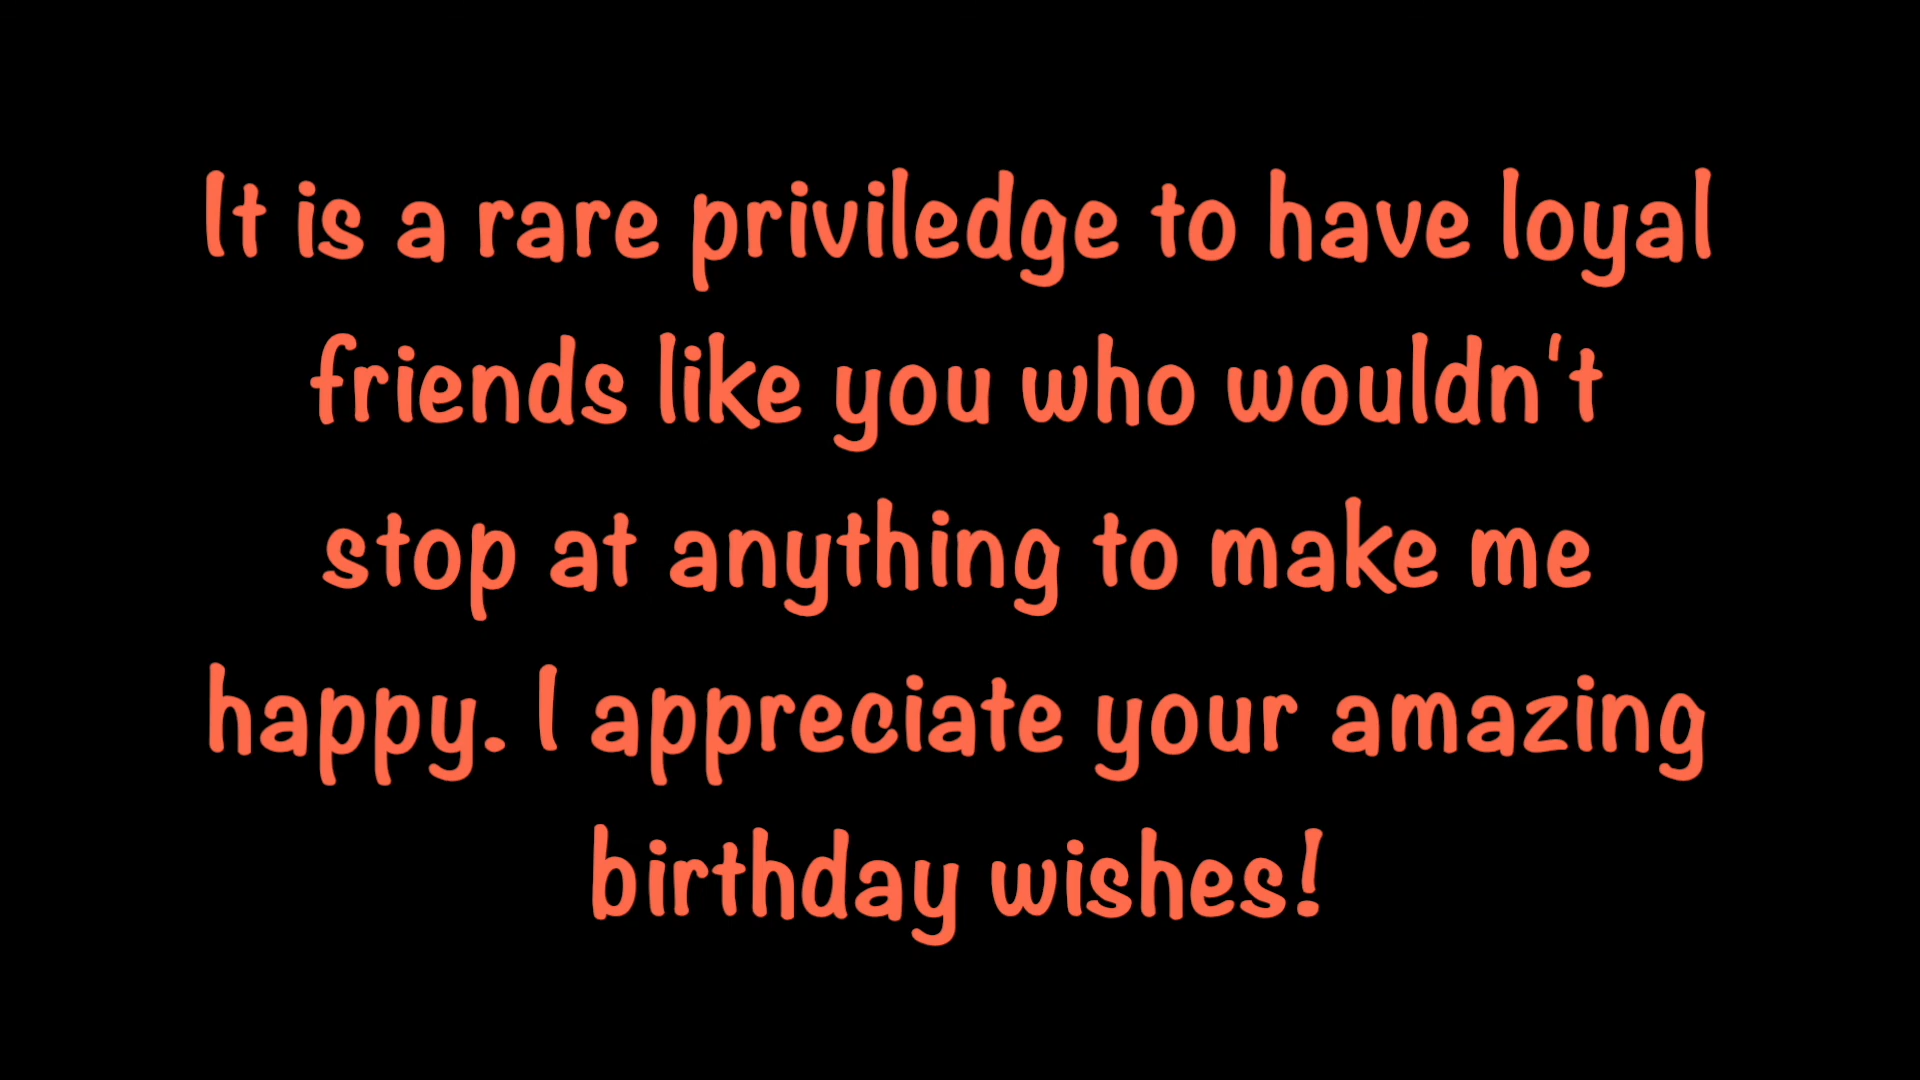 It is a rare priviledge to have loyal
friends like you who wouldn't
stop at anything to make me
happy. I appreciate your amazing
birthday wishes!